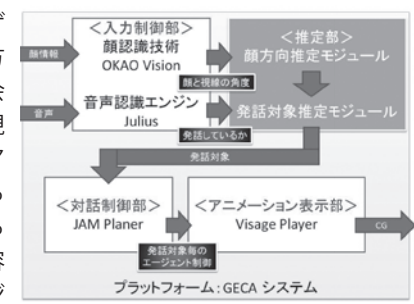 <入力制御部>
顔認識技術
OKAO Vision
音声認識エンジン
Julius
顔情報
音声
顔と視線の角度
発話しているか
<推定部>
顔方向推定モジュール
発話対象推定モジュール
発話対象
<対話制御部>
JAM Planer
発話対象毎の
エージェント制御
<アニメーション表示部>
Visage Player
CG
プラットフォーム:GECA システム